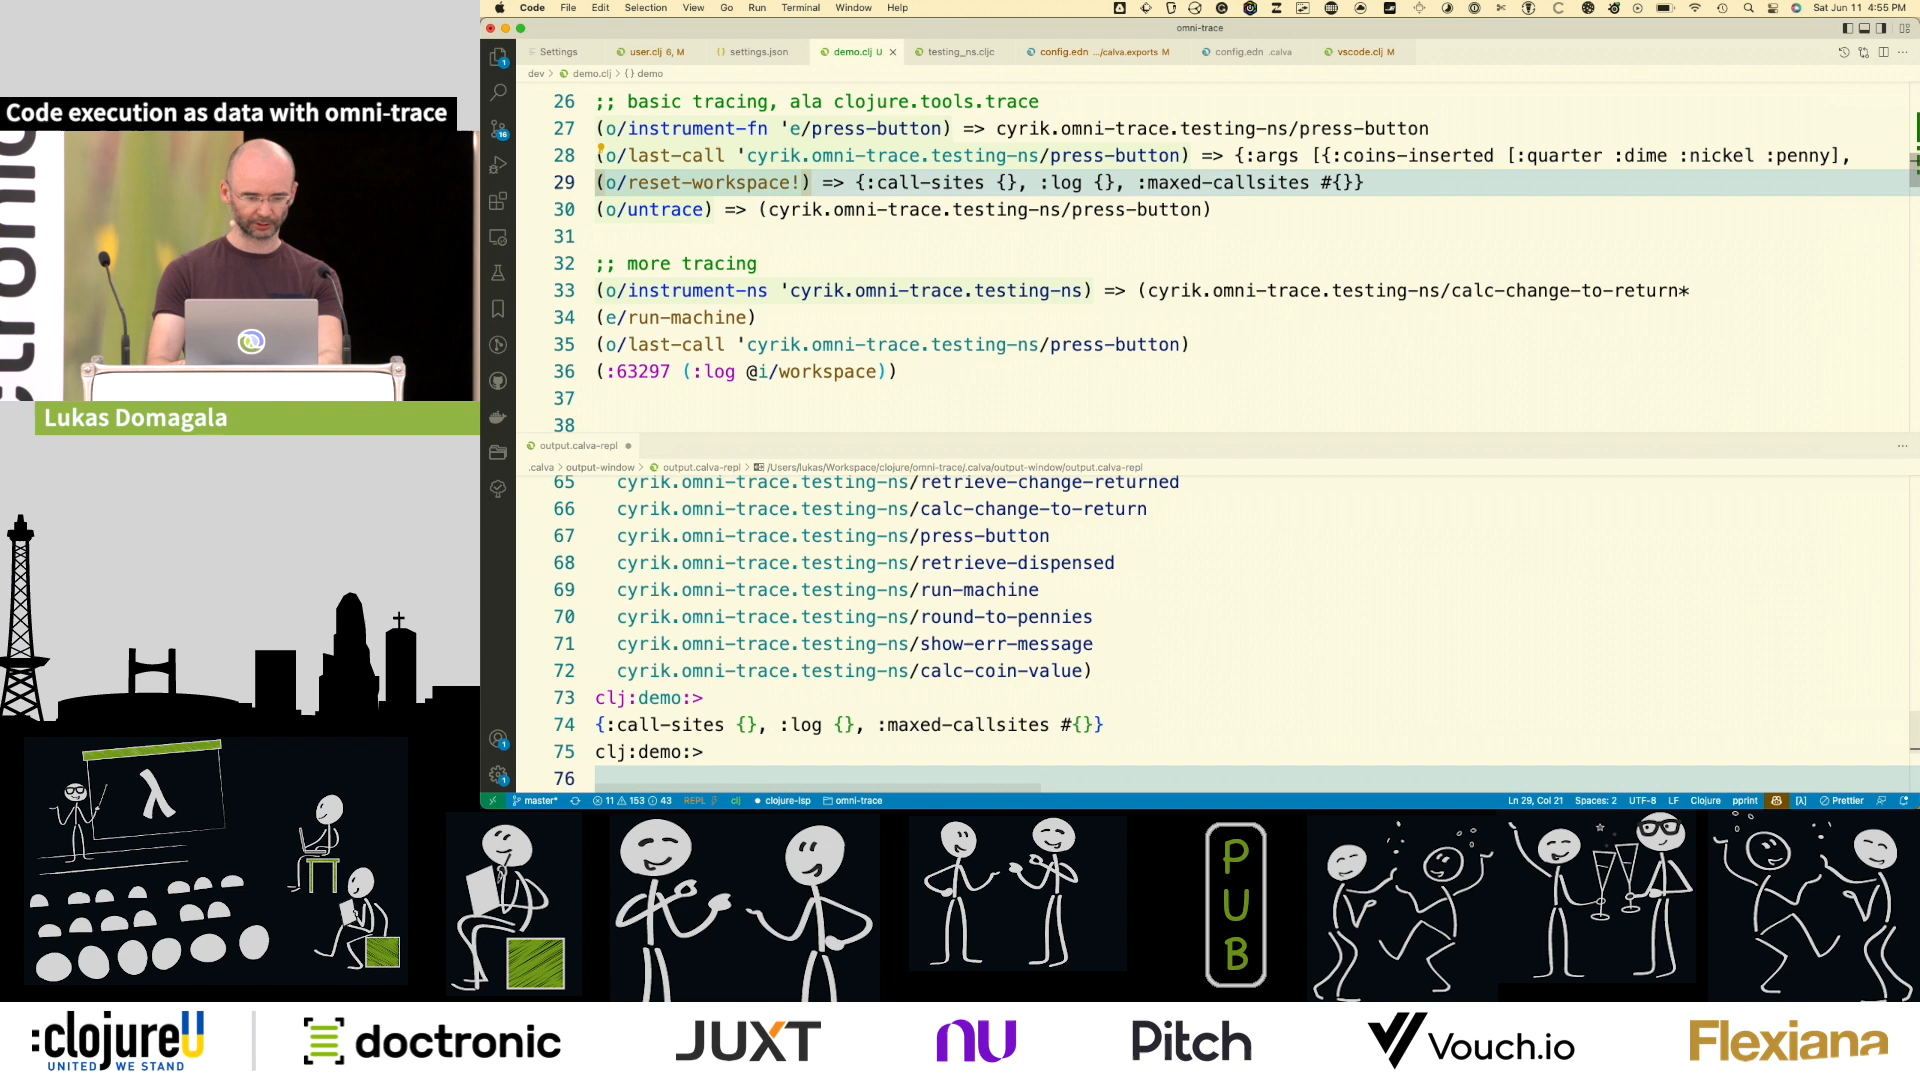 Code File Edit Selection View Go Run Terminal Window Help
Sat Jun 11 4:55 PM
omni-trace
Settings
user.clj 6, M
settings.json
demo.clj U
testing_ns.cljc
config.edn .../calva.exports M
config.edn .calva
vscode.clj M
dev > demo.clj > {} demo
Code execution as data with omni-trace
Lukas Domagala
26 ;; basic tracing, ala clojure.tools.trace
27 (o/instrument-fn 'e/press-button) => cyrik.omni-trace.testing-ns/press-button
28 (o/last-call 'cyrik.omni-trace.testing-ns/press-button) => {:args [{:coins-inserted [:quarter :dime :nickel :penny],
29 (o/reset-workspace!) => {:call-sites {}, :log {}, :maxed-callsites #{}}
30 (o/untrace) => (cyrik.omni-trace.testing-ns/press-button)
31
32 ;; more tracing
33 (o/instrument-ns 'cyrik.omni-trace.testing-ns) => (cyrik.omni-trace.testing-ns/calc-change-to-return*
34 (e/run-machine)
35 (o/last-call 'cyrik.omni-trace.testing-ns/press-button)
36 (:63297 (:log @i/workspace))
37
38
output.calva-repl
.calva > output-window > output.calva-repl > /Users/lukas/Workspace/clojure/omni-trace/.calva/output-window/output.calva-repl
65 cyrik.omni-trace.testing-ns/retrieve-change-returned
66 cyrik.omni-trace.testing-ns/calc-change-to-return
67 cyrik.omni-trace.testing-ns/press-button
68 cyrik.omni-trace.testing-ns/retrieve-dispensed
69 cyrik.omni-trace.testing-ns/run-machine
70 cyrik.omni-trace.testing-ns/round-to-pennies
71 cyrik.omni-trace.testing-ns/show-err-message
72 cyrik.omni-trace.testing-ns/calc-coin-value)
73 clj:demo:>
74 {:call-sites {}, :log {}, :maxed-callsites #{}}
75 clj:demo:>
76
master* 11 153 43 REPL clj clojure-lsp omni-trace
Ln 29, Col 21 Spaces: 2 UTF-8 LF Clojure pprint [λ] Prettier
λ
PUB
:clojureU
UNITED WE STAND
doctronic
JUXT
nu
Pitch
Vouch.io
Flexiana